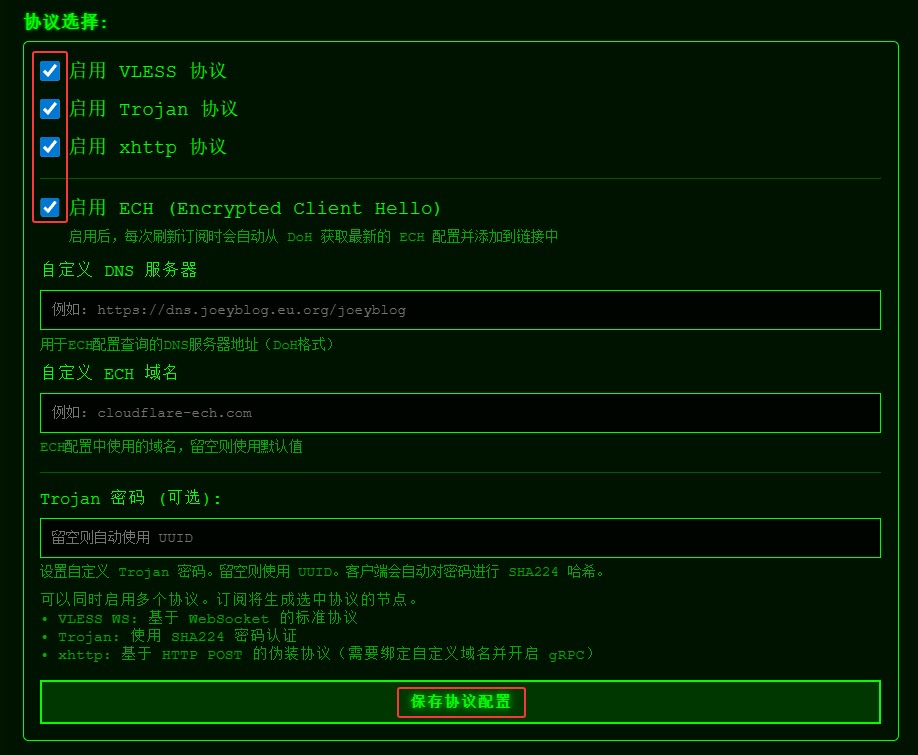 协议选择:
启用 VLESS 协议
启用 Trojan 协议
启用 xhttp 协议
启用 ECH (Encrypted Client Hello)
启用后，每次刷新订阅时会自动从 DoH 获取最新的 ECH 配置并添加到链接中
自定义 DNS 服务器
例如: https://dns.joeyblog.eu.org/joeyblog
用于ECH配置查询的DNS服务器地址（DoH格式）
自定义 ECH 域名
例如: cloudflare-ech.com
ECH配置中使用的域名，留空则使用默认值
Trojan 密码 (可选):
留空则自动使用 UUID
设置自定义 Trojan 密码。留空则使用 UUID。客户端会自动对密码进行 SHA224 哈希。
可以同时启用多个协议。订阅将生成选中协议的节点。
• VLESS WS: 基于 WebSocket 的标准协议
• Trojan: 使用 SHA224 密码认证
• xhttp: 基于 HTTP POST 的伪装协议（需要绑定自定义域名并开启 gRPC）
保存协议配置